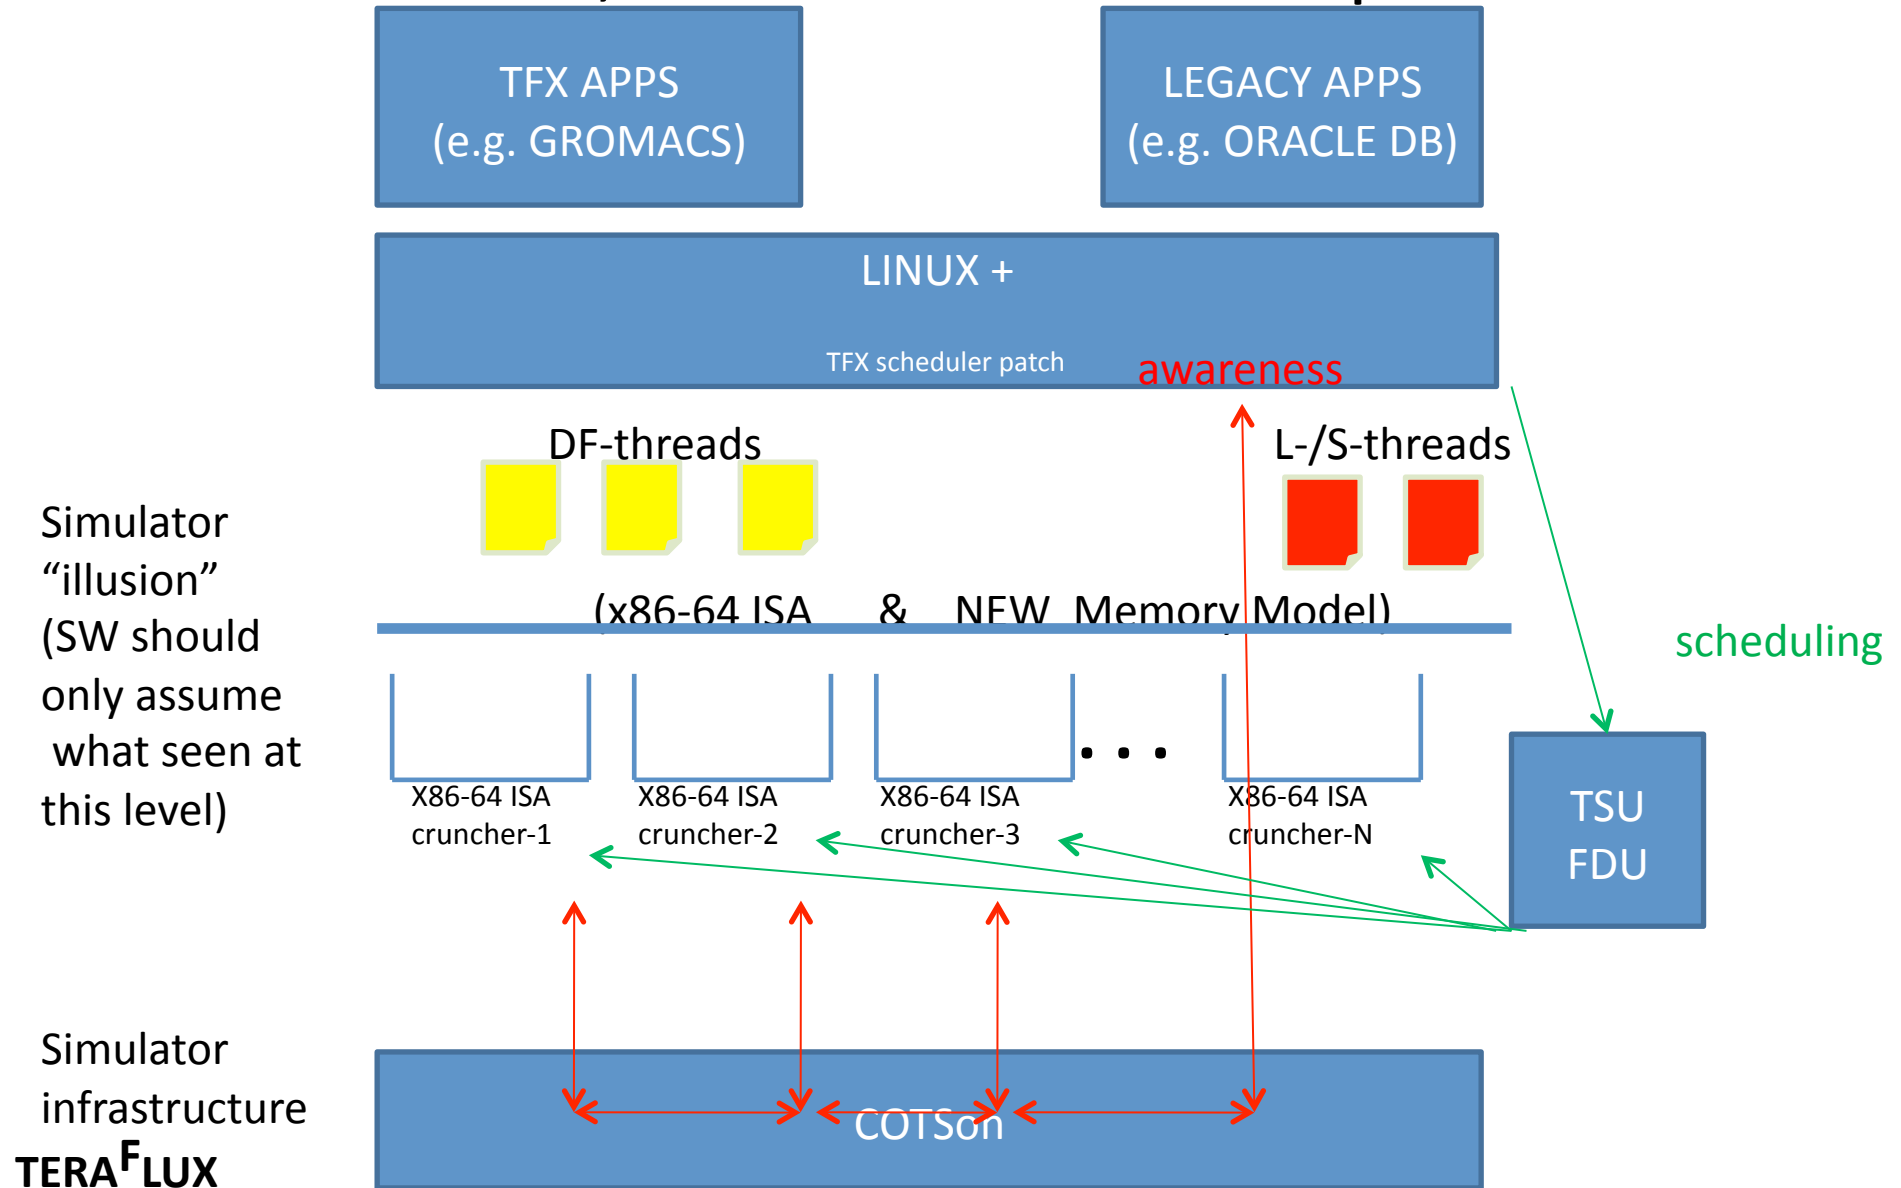 TFX APPS
(e.g. GROMACS)
LEGACY APPS
(e.g. ORACLE DB)
LINUX +
TFX scheduler patch
awareness
DF-threads
L-/S-threads
Simulator
“illusion”
(SW should
only assume
what seen at
this level)
(x86-64 ISA & NEW Memory Model)
scheduling
X86-64 ISA
cruncher-1
X86-64 ISA
cruncher-2
X86-64 ISA
cruncher-3
. . .
X86-64 ISA
cruncher-N
TSU
FDU
Simulator
infrastructure
COTSon
TERAFLUX